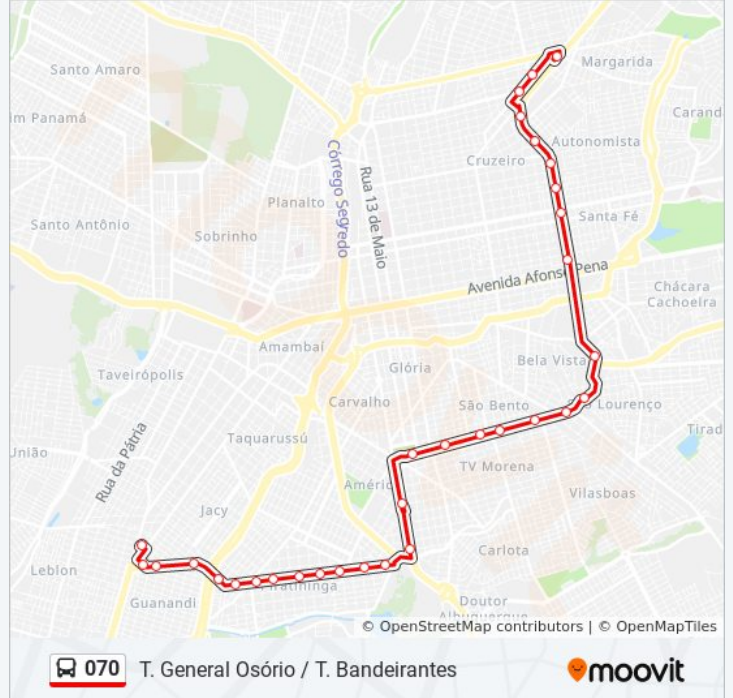 Santo Amaro
Margarida
im Panamá
Carand
Autonomista
Cruzeiro
Córrego Segredo
Rua 13 de Maio
Planalto
Santo Antônio
Sobrinho
Santa Fé
Avenida Afonso Pena
Chácara
Cachoeira
Amambaí
Glória
Bela Vista
Taveirópolis
Carvalho
São Bento
São Lourenço
Taquarussú
Tirad
União
Rua da Pátria
TV Morena
Améric
Vilasboas
Jacy
Carlota
Leblon
Piratininga
Guanandi
Doutor
Albuquerque
© OpenStreetMap contributors | © OpenMapTiles
070 T. General Osório / T. Bandeirantes
moovit